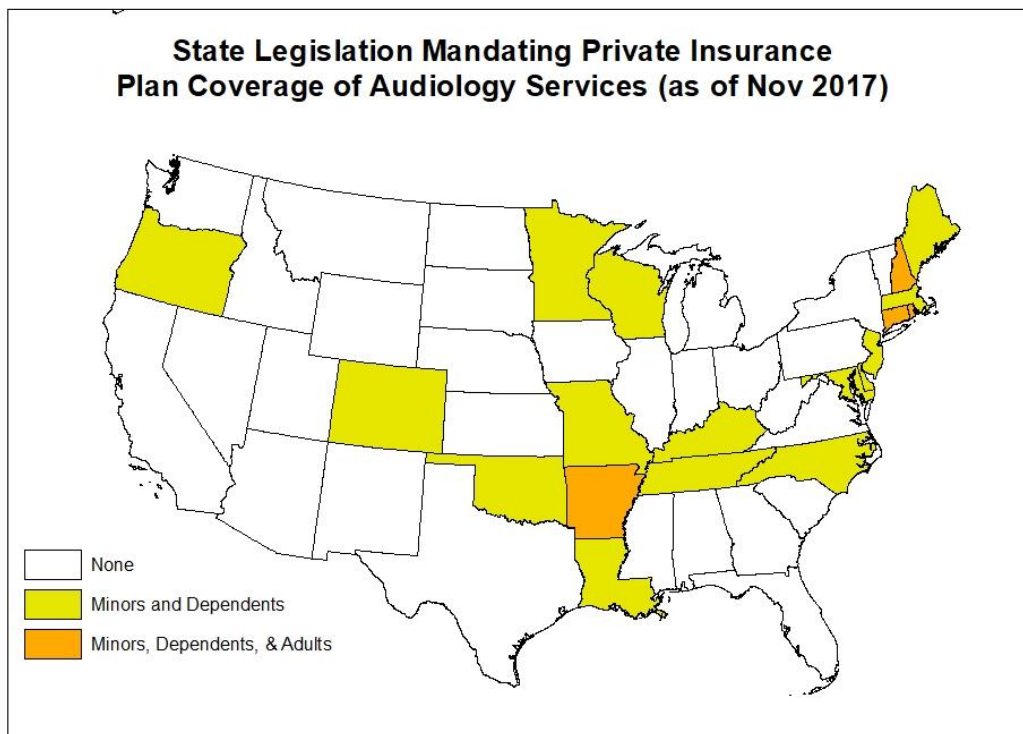 State Legislation Mandating Private Insurance
Plan Coverage of Audiology Services (as of Nov 2017)
None
Minors and Dependents
Minors, Dependents, & Adults